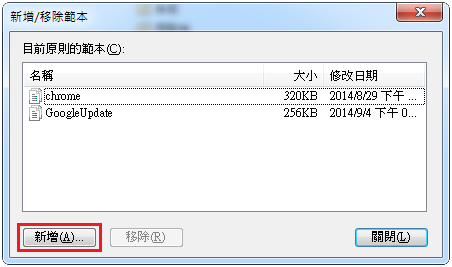 新增/移除範本
目前原則的範本(C):
名稱 大小 修改日期
chrome 320KB 2014/8/29 下午 ...
GoogleUpdate 256KB 2014/9/4 下午 0...
新增(A)... 移除(R) 關閉(L)